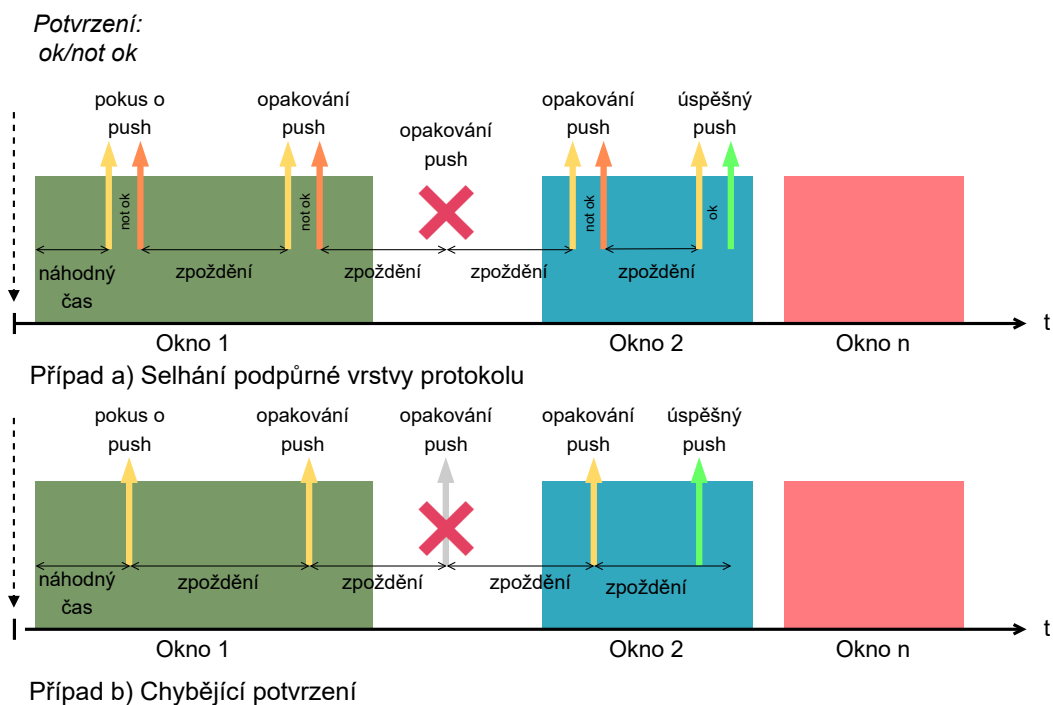 Potvrzení:
ok/not ok
pokus o
push
opakování
push
opakování
push
opakování
push
úspěšný
push
not ok
not ok
not ok
ok
náhodný
čas
zpoždění
zpoždění
zpoždění
zpoždění
t
Okno 1
Okno 2
Okno n
Případ a) Selhání podpůrné vrstvy protokolu
pokus o
push
opakování
push
opakování
push
opakování
push
úspěšný
push
náhodný
čas
zpoždění
zpoždění
zpoždění
zpoždění
t
Okno 1
Okno 2
Okno n
Případ b) Chybějící potvrzení